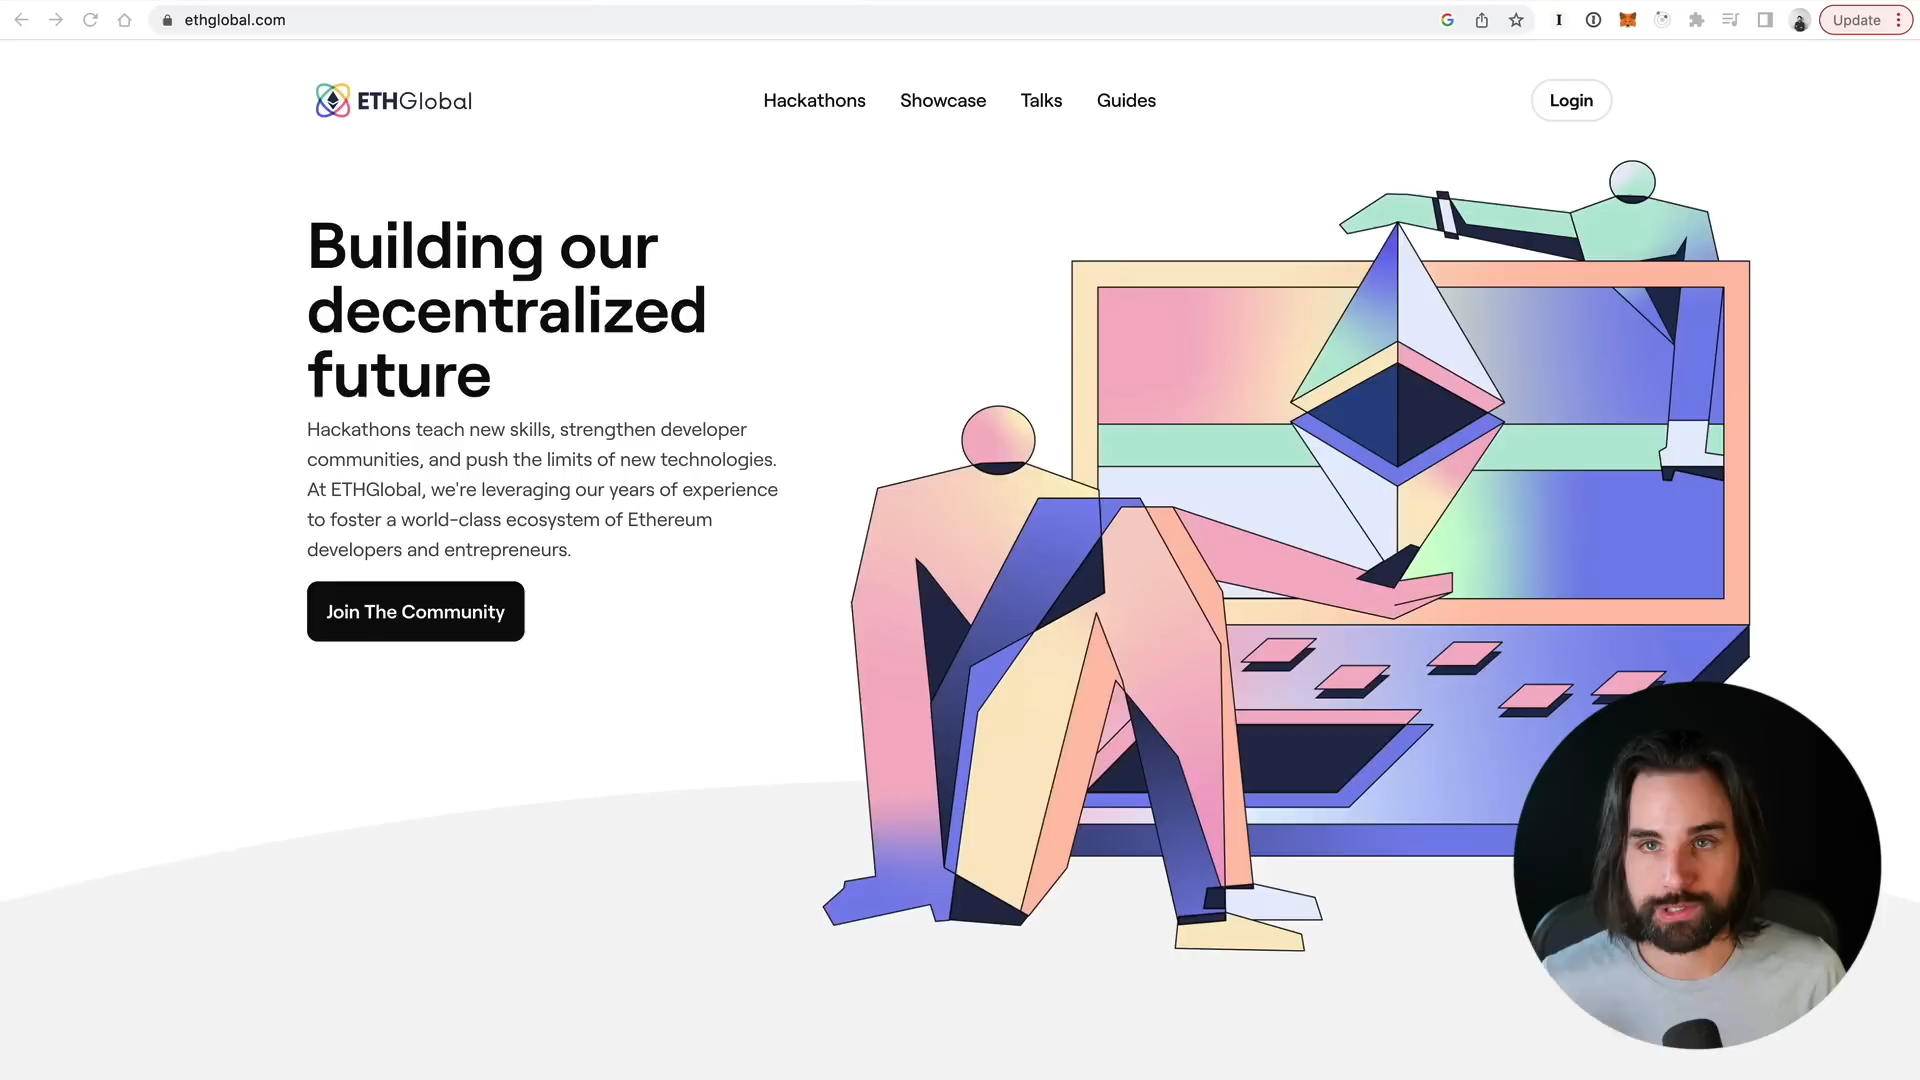 ethglobal.com
Update
ETHGlobal
Hackathons Showcase Talks Guides
Login
Building our
decentralized
future
Hackathons teach new skills, strengthen developer
communities, and push the limits of new technologies.
At ETHGlobal, we're leveraging our years of experience
to foster a world-class ecosystem of Ethereum
developers and entrepreneurs.
Join The Community